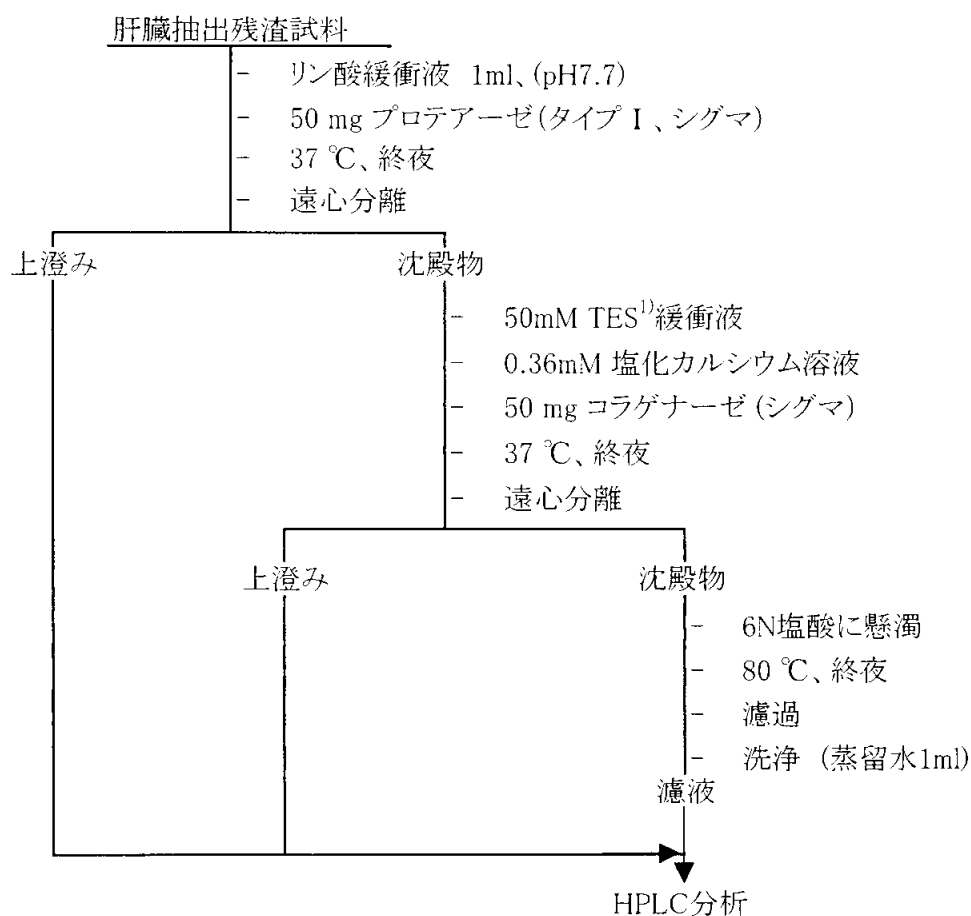 肝臓抽出残渣試料
- リン酸緩衝液 1ml、(pH7.7)
- 50 mg プロテアーゼ(タイプⅠ、シグマ)
- 37 ℃、終夜
- 遠心分離
上澄み 沈殿物
- 50mM TES1)緩衝液
- 0.36mM 塩化カルシウム溶液
- 50 mg コラゲナーゼ (シグマ)
- 37 ℃、終夜
- 遠心分離
上澄み 沈殿物
- 6N塩酸に懸濁
- 80 ℃、終夜
- 濾過
- 洗浄 (蒸留水1ml)
濾液
HPLC分析